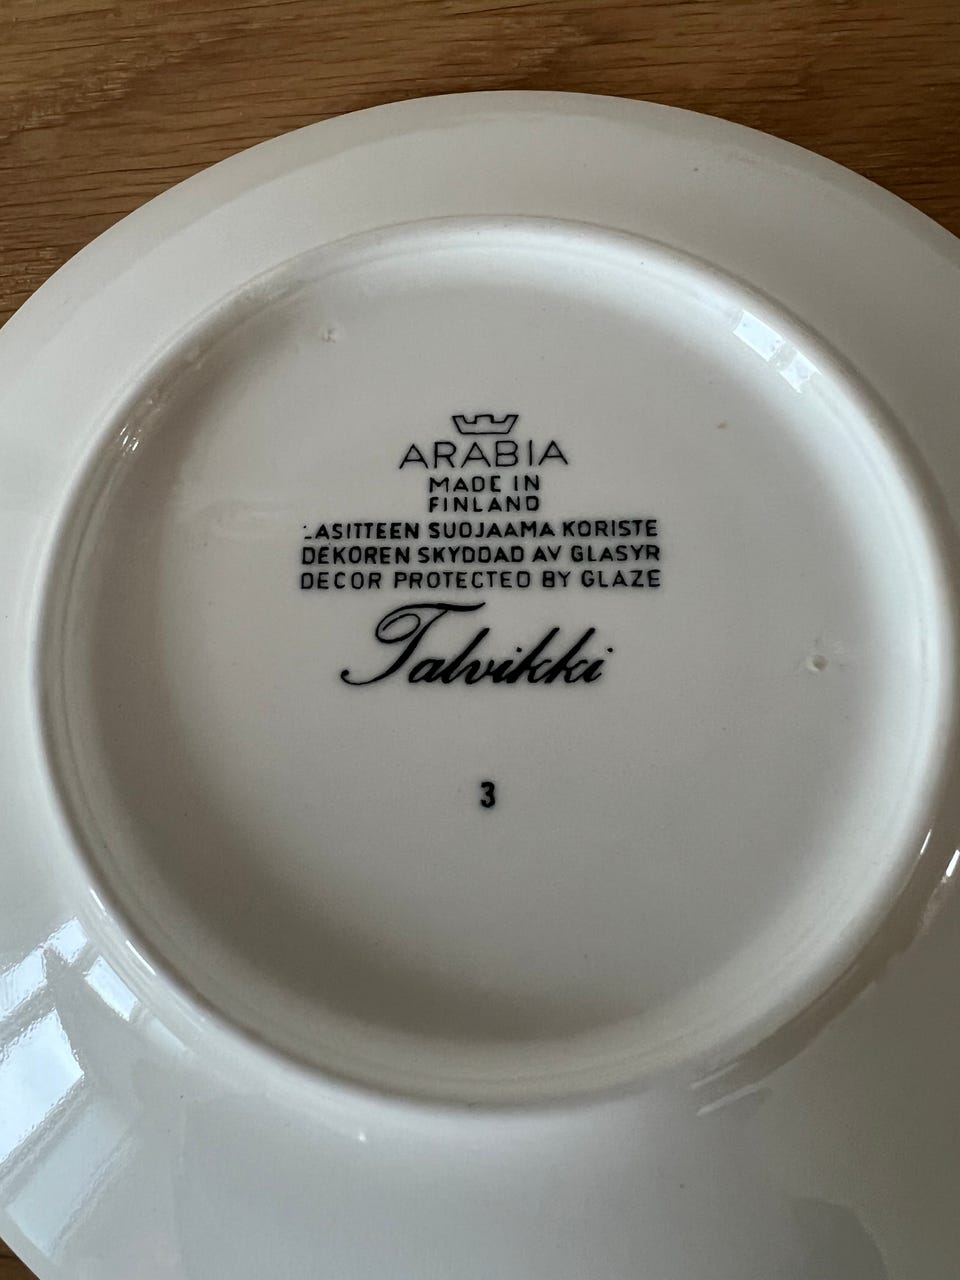 ARABIA
MADE IN
FINLAND
LASITTEEN SUOJAAMA KORISTE
DEKOREN SKYDDAD AV GLASYR
DECOR PROTECTED BY GLAZE
Talvikki
3